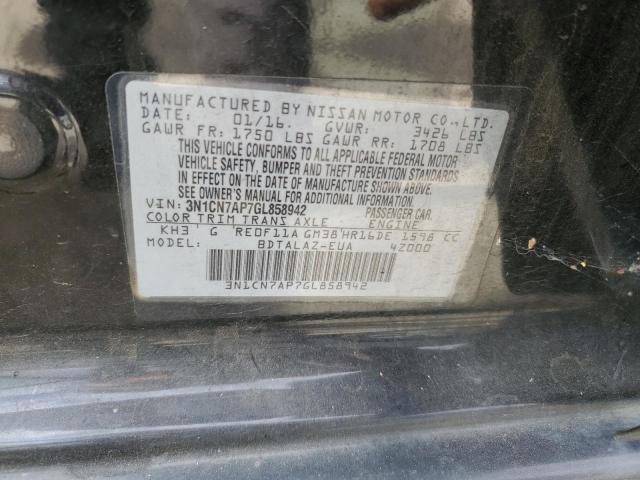 MANUFACTURED BY NISSAN MOTOR CO.,LTD.
DATE: 01/16. GVWR: 3426 LBS
GAWR FR: 1750 LBS GAWR RR: 1708 LBS
THIS VEHICLE CONFORMS TO ALL APPLICABLE FEDERAL MOTOR
VEHICLE SAFETY, BUMPER AND THEFT PREVENTION STANDARDS
IN EFFECT ON THE DATE OF MANUFACTURE SHOWN ABOVE.
SEE OWNER'S MANUAL FOR ADDITIONAL INFORMATION
VIN: 3N1CN7AP7GL858942 PASSENGER CAR.
COLOR TRIM TRANS AXLE ENGINE
KH3 G RE0F11A GM38 HR16DE 1598 CC
MODEL: BDTALAZ-EUA 42000
3N1CN7AP7GL858942